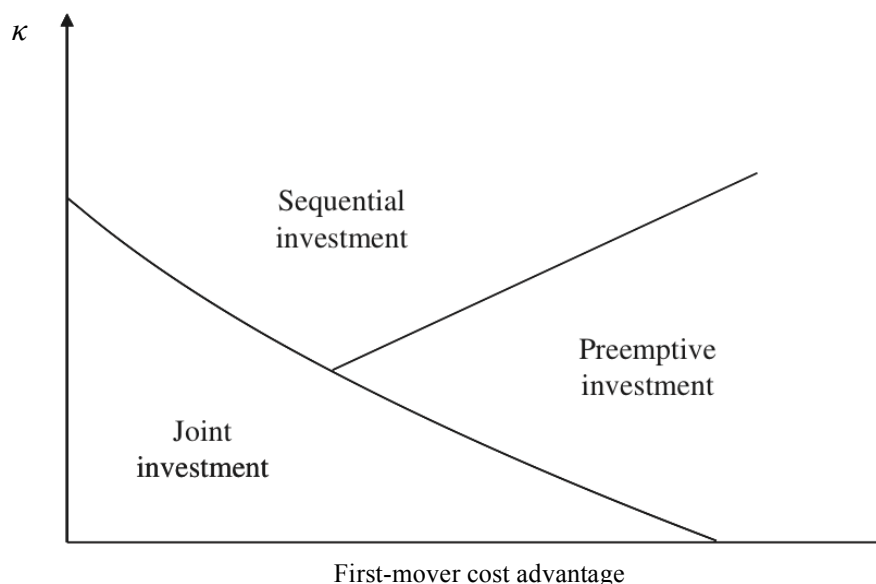 κ
Sequential
investment
Preemptive
investment
Joint
investment
First-mover cost advantage